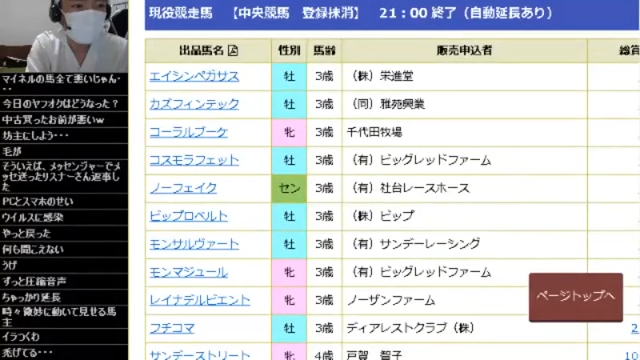 現役競走馬 【中央競馬 登録抹消】 21：00 終了（自動延長あり）
出品馬名 性別 馬齢 販売申込者 総賞
エイシンペガサス 牡 3歳 （株）栄進堂
カズフィンテック 牡 3歳 （同）雅苑興業
コーラルブーケ 牝 3歳 千代田牧場
コスモラフェット 牡 3歳 （有）ビッグレッドファーム
ノーフェイク セン 3歳 （有）社台レースホース
ビップロベルト 牡 3歳 （株）ビップ
モンサルヴァート 牡 3歳 （有）サンデーレーシング
モンマジュール 牝 3歳 （有）ビッグレッドファーム
レイナデルビエント 牝 3歳 ノーザンファーム
フチコマ 牡 3歳 ディアレストクラブ（株） 2
サンデーストリート 牝 4歳 戸賀 智子 10
ページトップへ
マイネルの馬全て悪いじゃん・・・
今日のヤフオクはどうなった？
中古買ったお前が悪いw
坊主にしよう・・・
毛が
そういえば、メッセンジャーでメッセ送ったリスナーさん返事した
PCとスマホのせい
ウイルスに感染
やっと戻った
何も聞こえない
うげ
ずっと圧縮音声
ちゃっかり延長
時々微妙に動いて見せる馬主
イラつくわ
禿げてる・・・